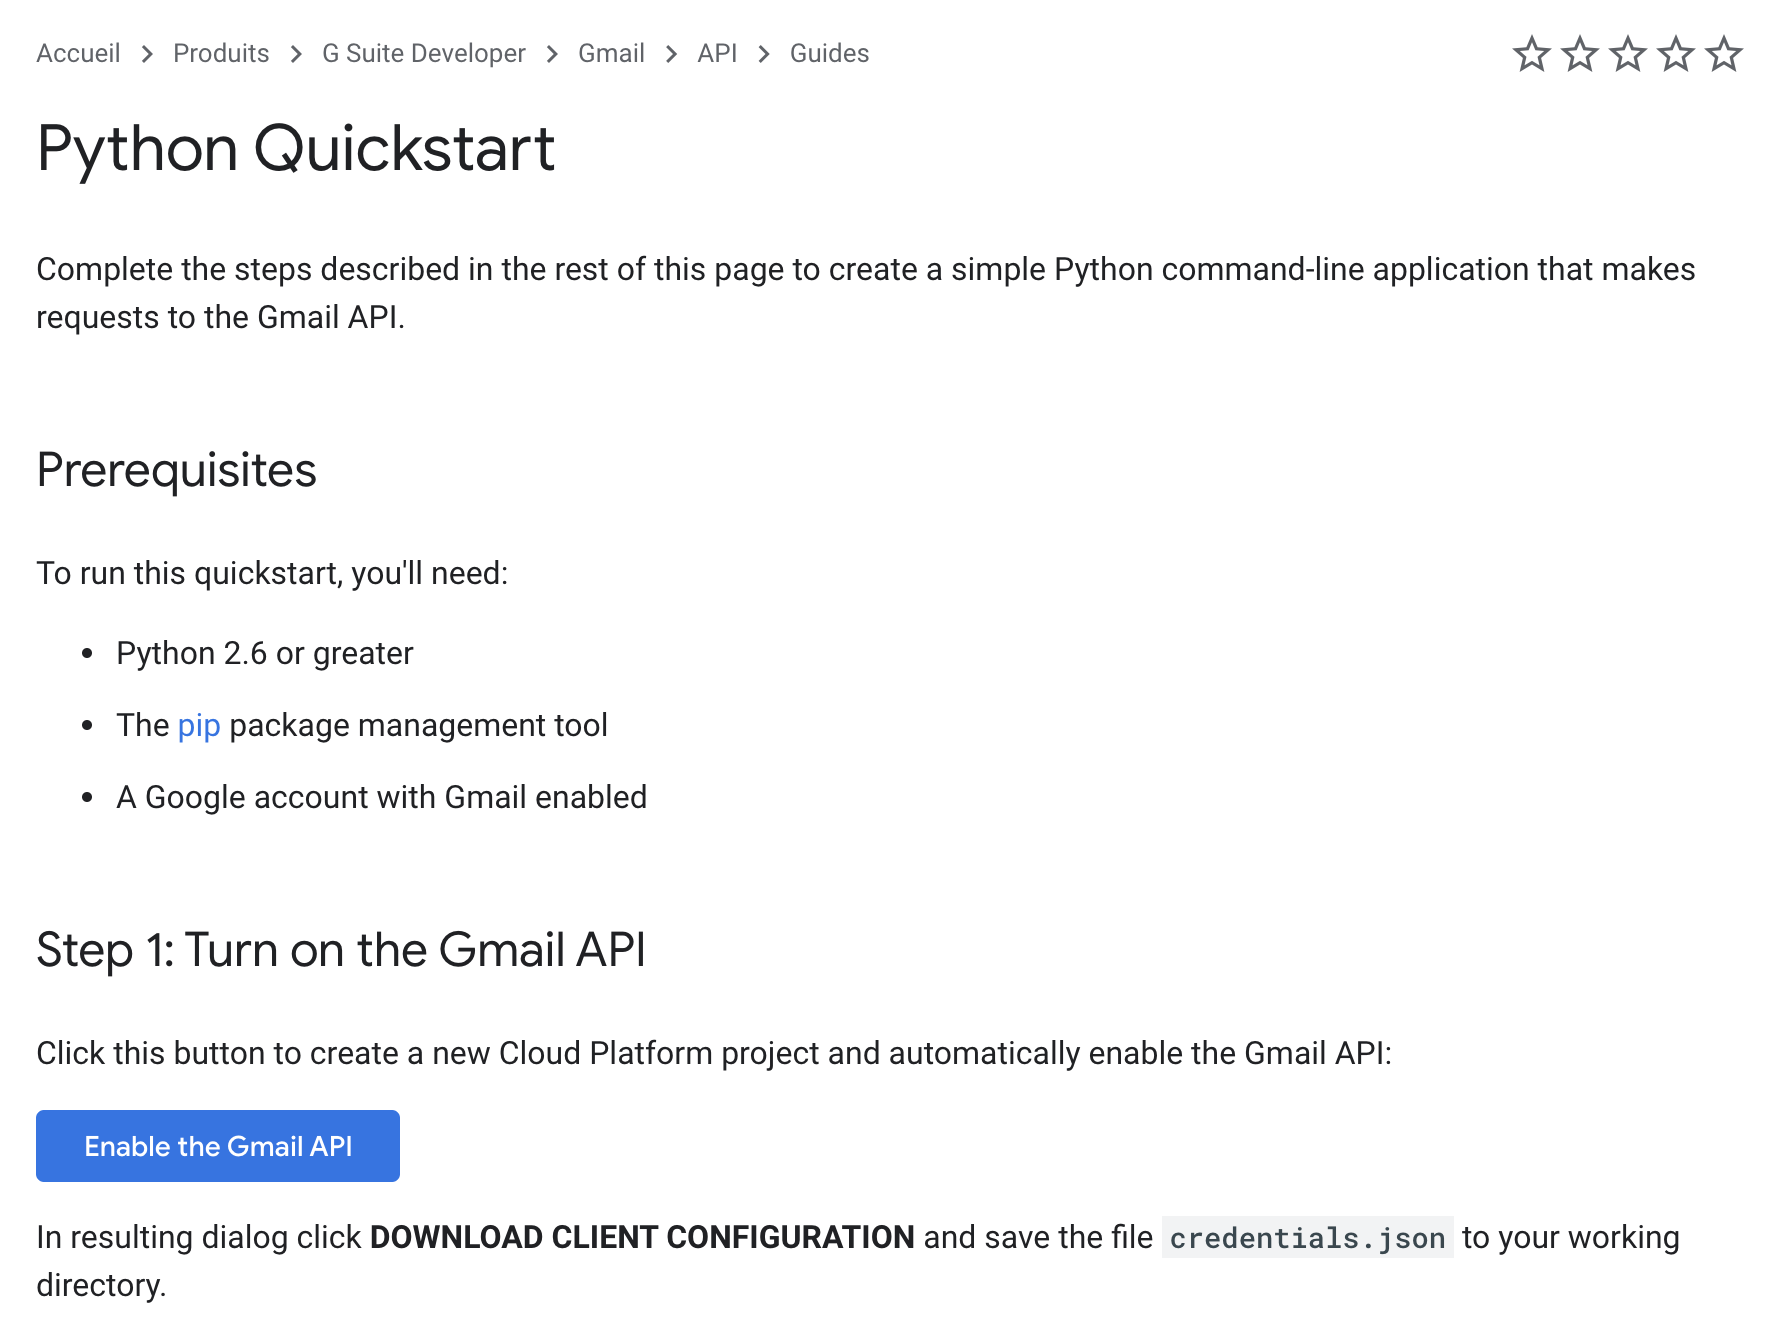 Accueil > Produits > G Suite Developer > Gmail > API > Guides
Python Quickstart
Complete the steps described in the rest of this page to create a simple Python command-line application that makes
requests to the Gmail API.
Prerequisites
To run this quickstart, you'll need:
• Python 2.6 or greater
• The pip package management tool
• A Google account with Gmail enabled
Step 1: Turn on the Gmail API
Click this button to create a new Cloud Platform project and automatically enable the Gmail API:
Enable the Gmail API
In resulting dialog click DOWNLOAD CLIENT CONFIGURATION and save the file credentials.json to your working
directory.